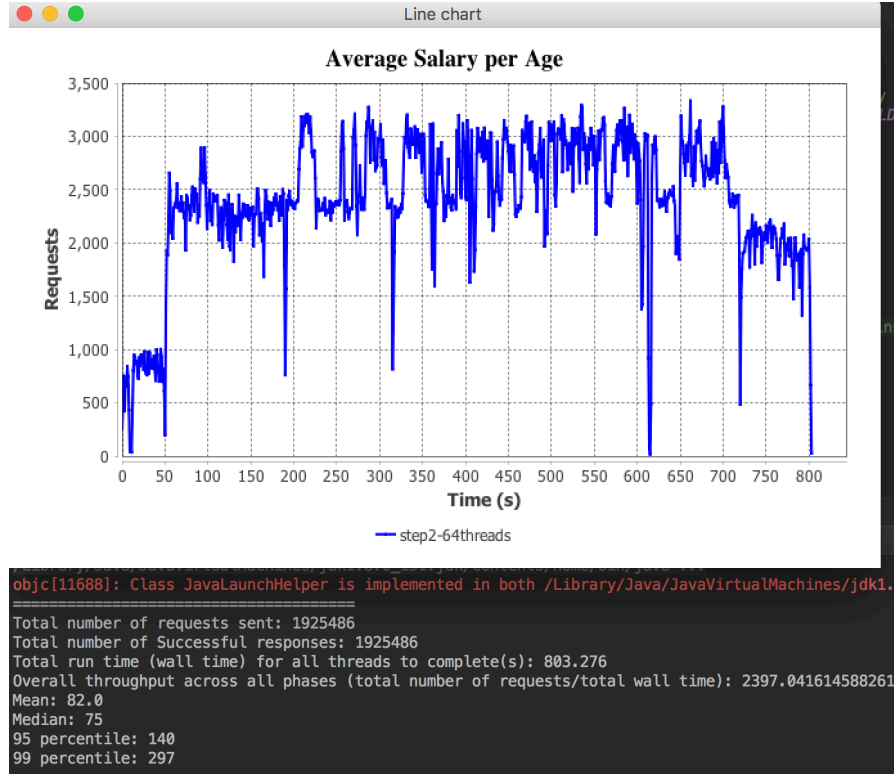 Line chart
Average Salary per Age
3,500
3,000
2,500
2,000
1,500
1,000
500
0
Requests
0 50 100 150 200 250 300 350 400 450 500 550 600 650 700 750 800
Time (s)
step2-64threads
objc[11688]: Class JavaLaunchHelper is implemented in both /Library/Java/JavaVirtualMachines/jdk1.
=====================================
Total number of requests sent: 1925486
Total number of Successful responses: 1925486
Total run time (wall time) for all threads to complete(s): 803.276
Overall throughput across all phases (total number of requests/total wall time): 2397.041614588261
Mean: 82.0
Median: 75
95 percentile: 140
99 percentile: 297